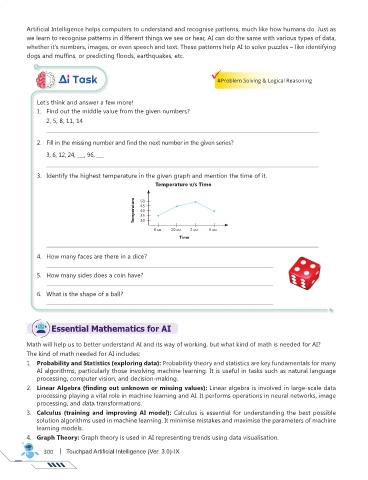 Artificial Intelligence helps computers to understand and recognise patterns, much like how humans do. Just as
we learn to recognise patterns in different things we see or hear, AI can do the same with various types of data,
whether it's numbers, images, or even speech and text. These patterns help AI to solve puzzles – like identifying
dogs and muffins, or predicting floods, earthquakes, etc.
Ai Task
#Problem Solving & Logical Reasoning
Let's think and answer a few more!
1. Find out the middle value from the given numbers?
2, 5, 8, 11, 14
2. Fill in the missing number and find the next number in the given series?
3, 6, 12, 24, __, 96, __
3. Identify the highest temperature in the given graph and mention the time of it.
Temperature v/s Time
Temperature
50
45
40
35
30
Time
4. How many faces are there in a dice?
5. How many sides does a coin have?
6. What is the shape of a ball?
Essential Mathematics for AI
Math will help us to better understand AI and its way of working, but what kind of math is needed for AI?
The kind of math needed for AI includes:
1. Probability and Statistics (exploring data): Probability theory and statistics are key fundamentals for many
AI algorithms, particularly those involving machine learning. It is useful in tasks such as natural language
processing, computer vision, and decision-making.
2. Linear Algebra (finding out unknown or missing values): Linear algebra is involved in large-scale data
processing playing a vital role in machine learning and AI. It performs operations in neural networks, image
processing, and data transformations.
3. Calculus (training and improving AI model): Calculus is essential for understanding the best possible
solution algorithms used in machine learning. It minimise mistakes and maximise the parameters of machine
learning models.
4. Graph Theory: Graph theory is used in AI representing trends using data visualisation.
300 | Touchpad Artificial Intelligence (Ver. 3.0)-IX